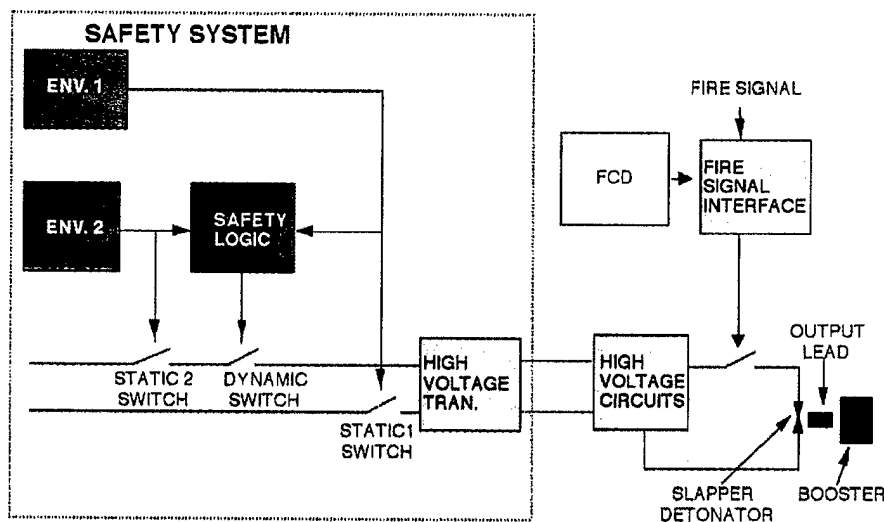 SAFETY SYSTEM
ENV. 1
ENV. 2
SAFETY
LOGIC
STATIC 2
SWITCH
DYNAMIC
SWITCH
STATIC1
SWITCH
HIGH
VOLTAGE
TRAN.
HIGH
VOLTAGE
CIRCUITS
FCD
FIRE SIGNAL
FIRE
SIGNAL
INTERFACE
OUTPUT
LEAD
SLAPPER
DETONATOR
BOOSTER